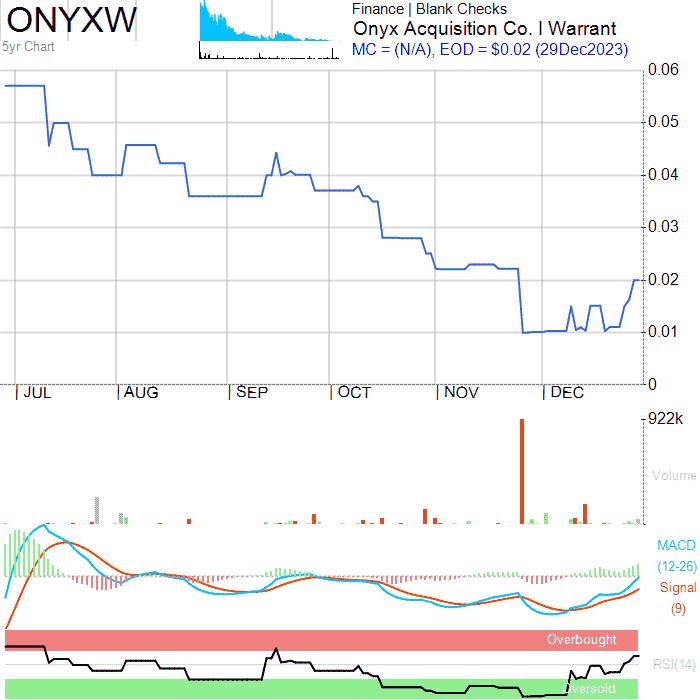 ONYXW
5yr Chart
Finance | Blank Checks
Onyx Acquisition Co. I Warrant
MC = (N/A), EOD = $0.02 (29Dec2023)
0.06
0.05
0.04
0.03
0.02
0.01
0
JUL AUG SEP OCT NOV DEC
922k
Volume
MACD
(12-26)
Signal
(9)
Overbought
RSI(14)
Oversold